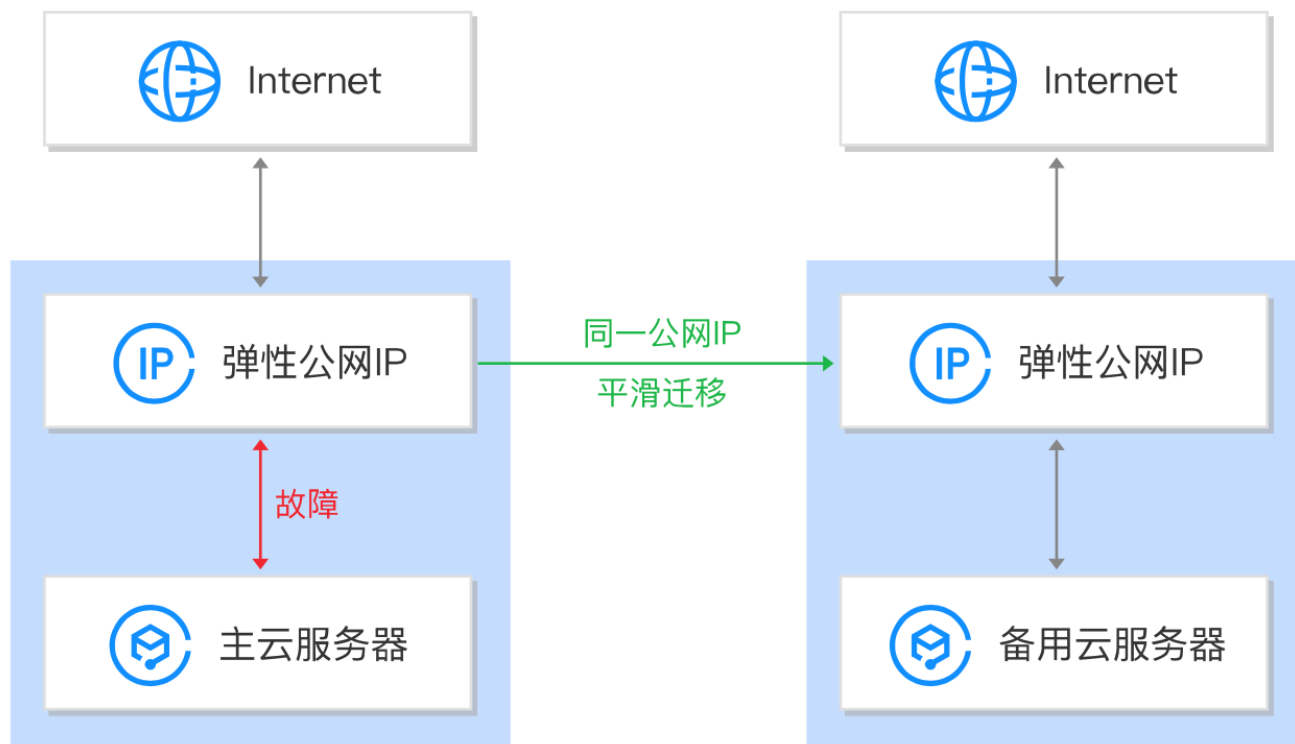 Internet
Internet
IP
弹性公网IP
同一公网IP
平滑迁移
IP
弹性公网IP
故障
主云服务器
备用云服务器